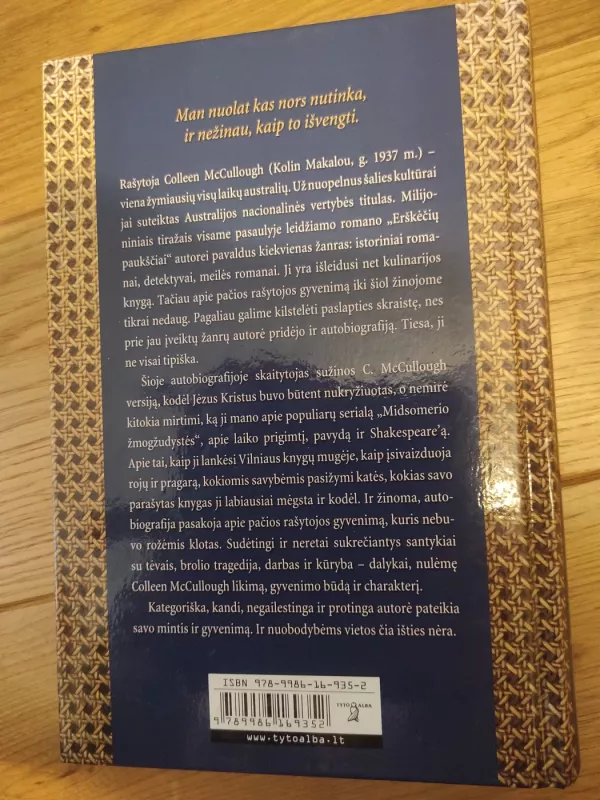 Man nuolat kas nors nutinka,
ir nežinau, kaip to išvengti.
Rašytoja Colleen McCullough (Kolin Makalou, g. 1937 m.) –
viena žymiausių visų laikų australių. Už nuopelnus šalies kultūrai
jai suteiktas Australijos nacionalinės vertybės titulas. Milijo-
niniais tiražais visame pasaulyje leidžiamo romano „Erškėčių
paukščiai“ autorei pavaldus kiekvienas žanras: istoriniai roma-
nai, detektyvai, meilės romanai. Ji yra išleidusi net kulinarijos
knygą. Tačiau apie pačios rašytojos gyvenimą iki šiol žinojome
tikrai nedaug. Pagaliau galime kilstelėti paslapties skraistę, nes
prie jau įveiktų žanrų autorė pridėjo ir autobiografiją. Tiesa, ji
ne visai tipiška.
Šioje autobiografijoje skaitytojas sužinos C. McCullough
versiją, kodėl Jėzus Kristus buvo būtent nukryžiuotas, o nemirė
kitokia mirtimi, ką ji mano apie populiarų serialą „Midsomerio
žmogžudystės“, apie laiko prigimtį, pavydą ir Shakespeare'ą.
Apie tai, kaip ji lankėsi Vilniaus knygų mugėje, kaip įsivaizduoja
rojų ir pragarą, kokiomis savybėmis pasižymi katės, kokias savo
parašytas knygas ji labiausiai mėgsta ir kodėl. Ir žinoma, auto-
biografija pasakoja apie pačios rašytojos gyvenimą, kuris nebu-
vo rožėmis klotas. Sudėtingi ir neretai sukrečiantys santykiai
su tėvais, brolio tragedija, darbas ir kūryba – dalykai, nulėmę
Colleen McCullough likimą, gyvenimo būdą ir charakterį.
Kategoriška, kandi, negailestinga ir protinga autorė pateikia
savo mintis ir gyvenimą. Ir nuobodybėms vietos čia išties nėra.
ISBN 978-9986-16-935-2
9789986169352
TYTO ALBA
www.tytoalba.lt